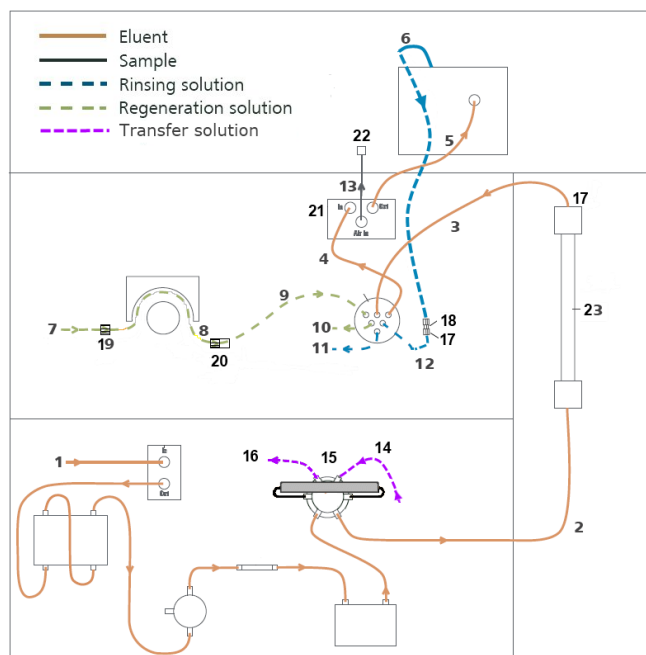 Eluent
Sample
Rinsing solution
Regeneration solution
Transfer solution
6
22
5
13
17
21
In
Out
Air in
3
4
9
23
7
8
10
18
19
20
11
17
12
1
In
Out
16
15
14
2